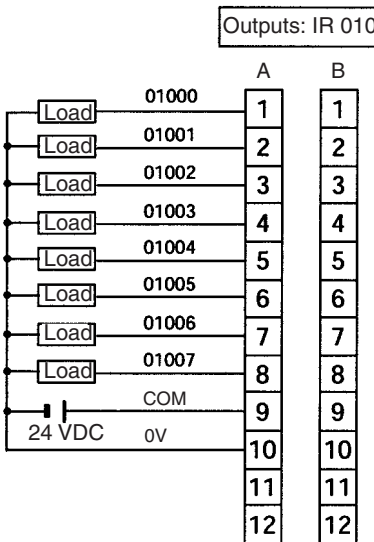 Outputs: IR 010
A B
Load 01000 1 1
Load 01001 2 2
Load 01002 3 3
Load 01003 4 4
Load 01004 5 5
Load 01005 6 6
Load 01006 7 7
Load 01007 8 8
COM 9 9
24 VDC 0V 10 10
11 11
12 12